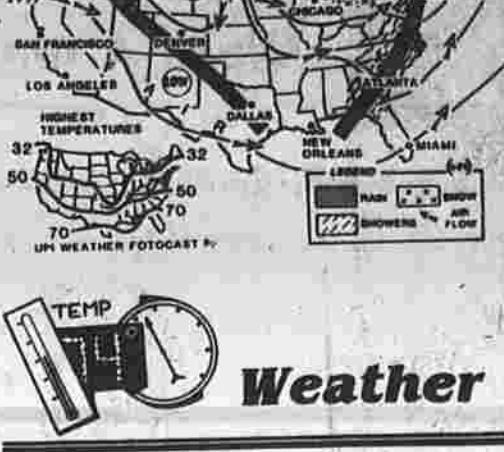 CHICAGO
SAN FRANCISCO
DENVER
LOW
LOS ANGELES
ATLANTA
HIGHEST
TEMPERATURES
DALLAS
NEW
ORLEANS
MIAMI
32
32
50
50
70
70
LEGEND
RAIN
SNOW
SHOWERS
AIR
FLOW
UPI WEATHER FOTOCAST
TEMP
Weather